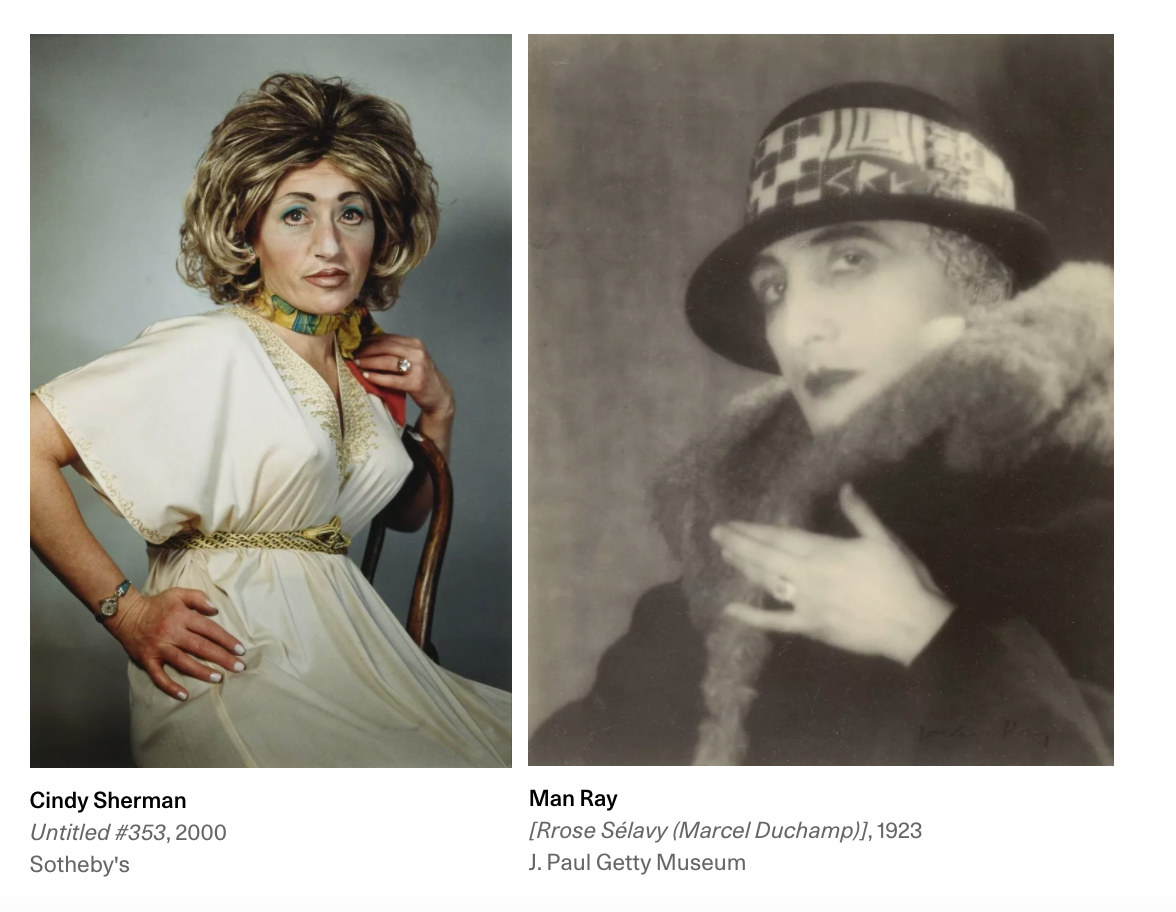 Cindy Sherman
Untitled #353, 2000
Sotheby's
Man Ray
[Rrose Sélavy (Marcel Duchamp)], 1923
J. Paul Getty Museum